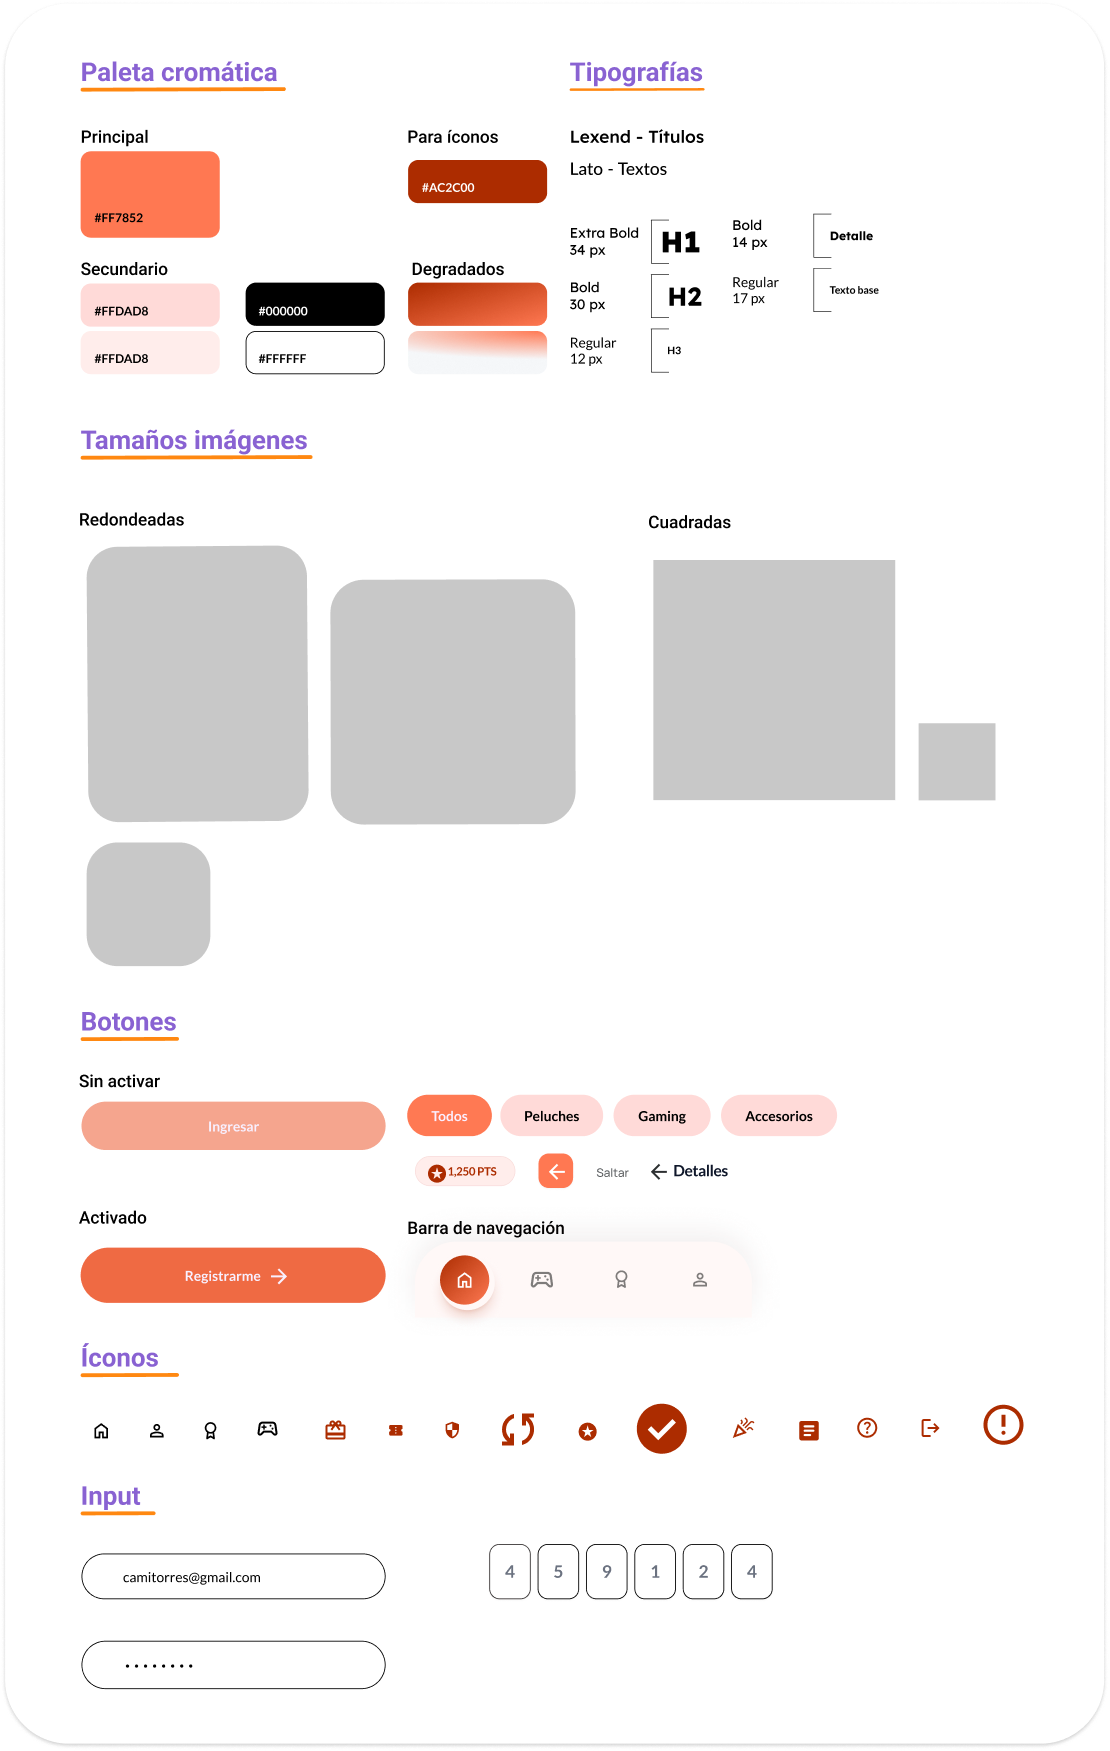 Paleta cromática
Tipografías
Principal
#FF7852
Para íconos
#AC2C00
Lexend - Títulos
Lato - Textos
Secundario
#FFDAD8
#000000
#FFDAD8
#FFFFFF
Degradados
Extra Bold
34 px
H1
Bold
30 px
H2
Regular
12 px
H3
Bold
14 px
Detalle
Regular
17 px
Texto base
Tamaños imágenes
Redondeadas
Cuadradas
Botones
Sin activar
Ingresar
Todos
Peluches
Gaming
Accesorios
1,250 PTS
Saltar
Detalles
Activado
Registrarme
Barra de navegación
Íconos
Input
camitorres@gmail.com
4 5 9 1 2 4